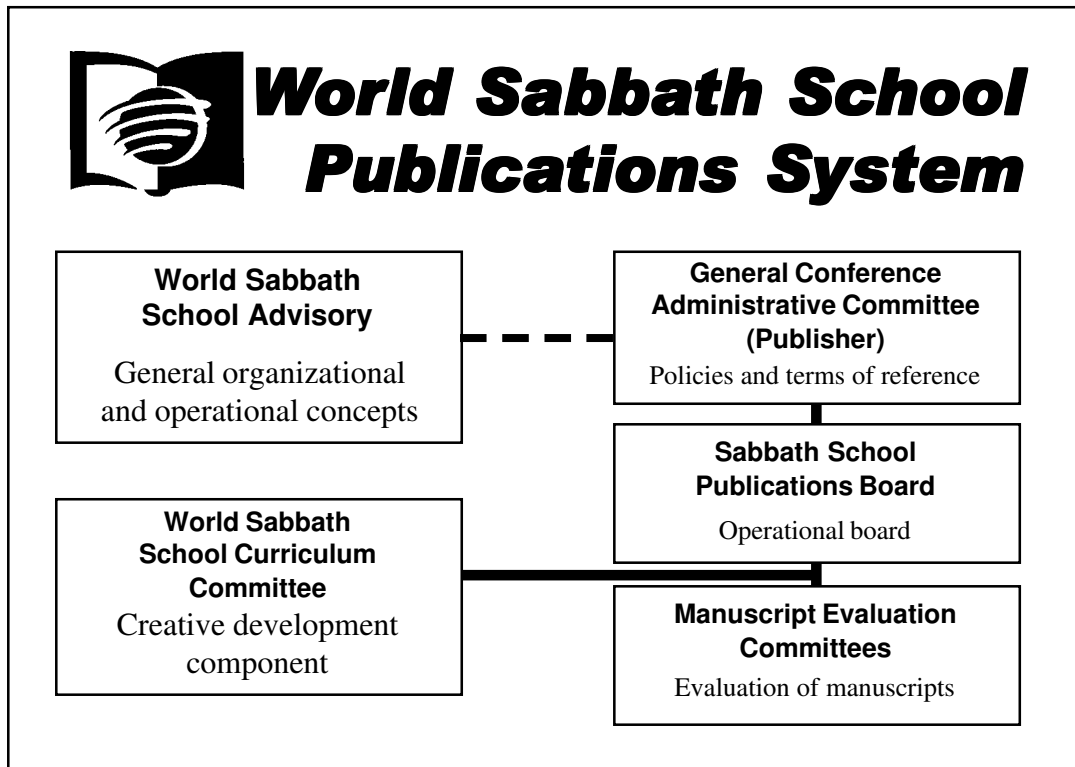 World Sabbath School
Publications System
World Sabbath
School Advisory
General organizational
and operational concepts
General Conference
Administrative Committee
(Publisher)
Policies and terms of reference
Sabbath School
Publications Board
Operational board
World Sabbath
School Curriculum
Committee
Creative development
component
Manuscript Evaluation
Committees
Evaluation of manuscripts